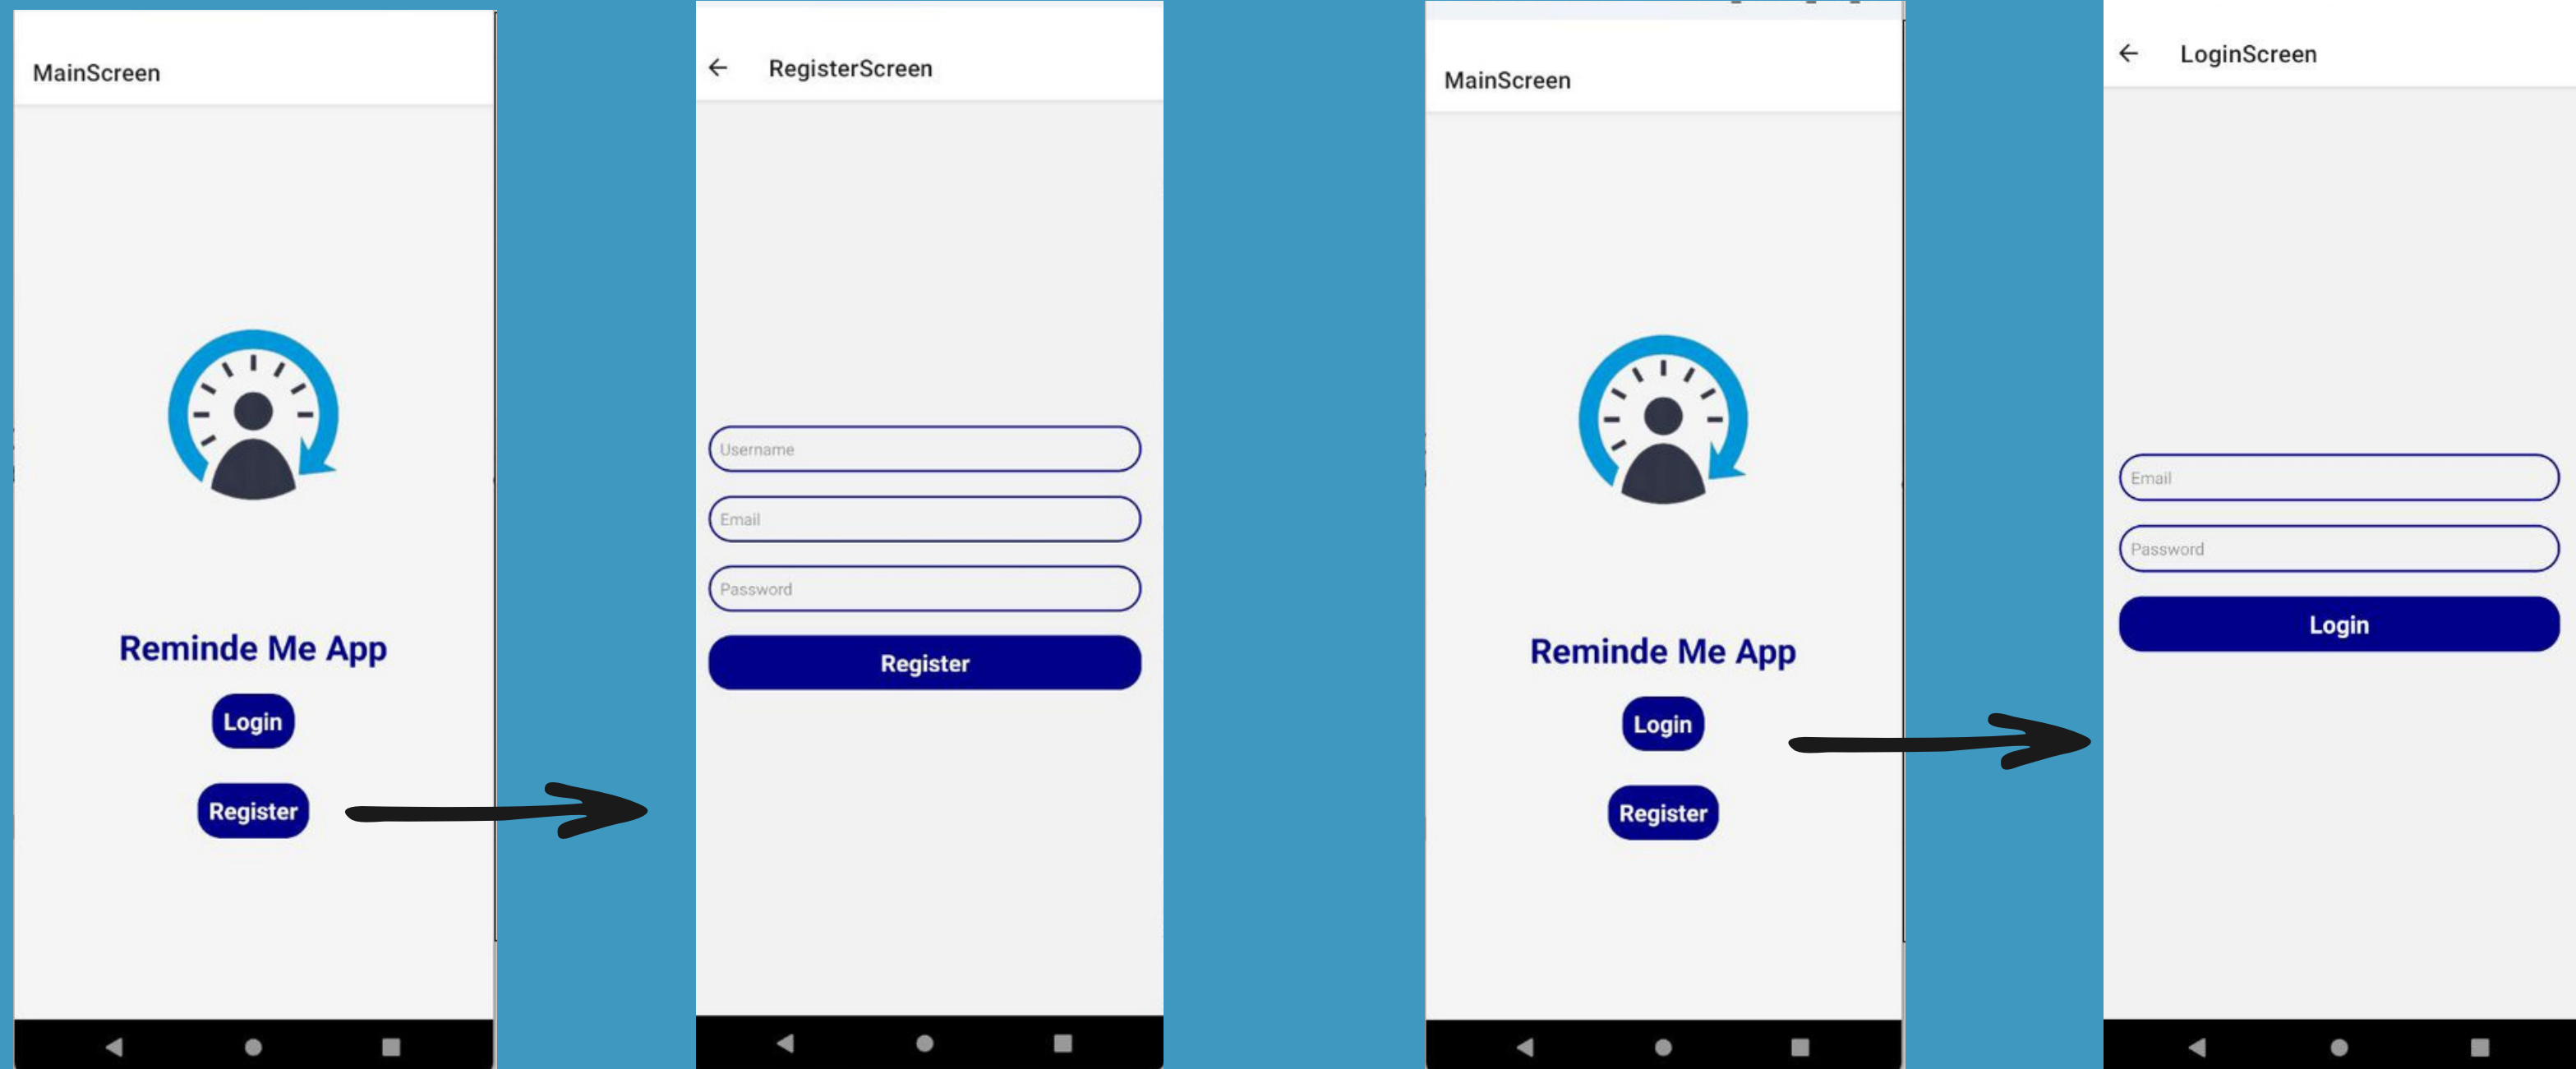 MainScreen
Reminde Me App
Login
Register
RegisterScreen
Username
Email
Password
Register
MainScreen
Reminde Me App
Login
Register
LoginScreen
Email
Password
Login